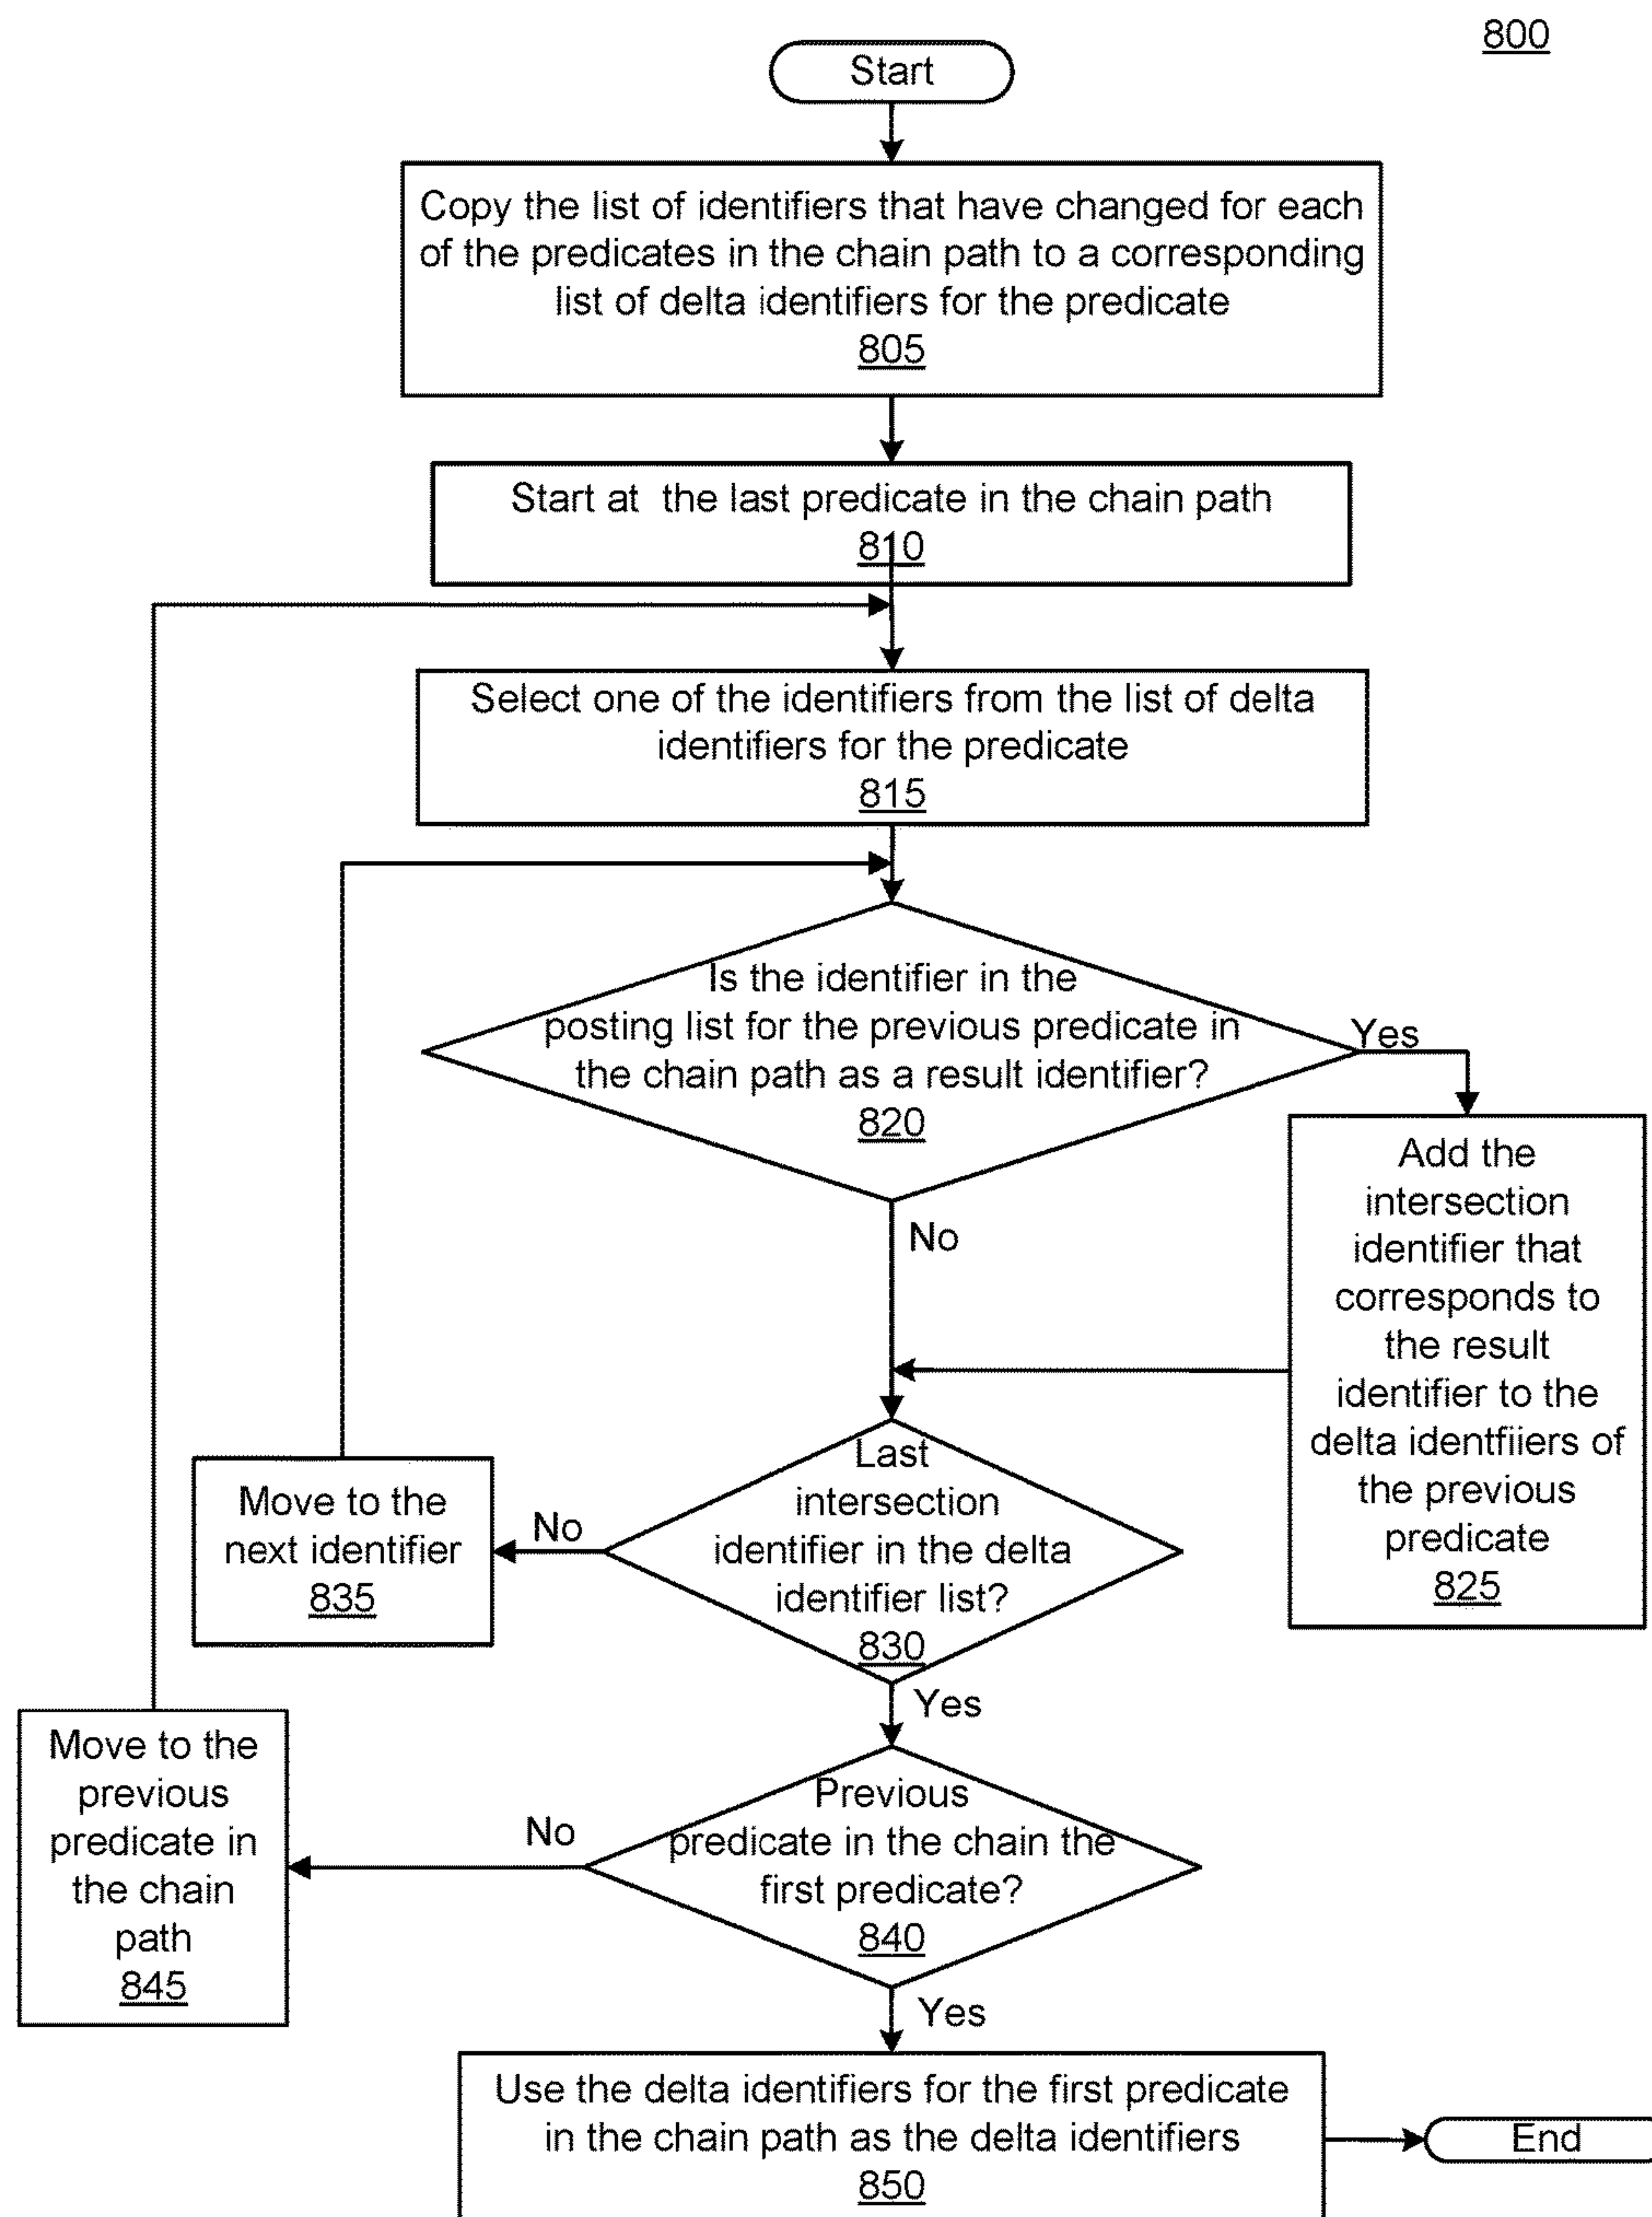 800
Start
Copy the list of identifiers that have changed for each
of the predicates in the chain path to a corresponding
list of delta identifiers for the predicate
805
Start at the last predicate in the chain path
810
Select one of the identifiers from the list of delta
identifiers for the predicate
815
Is the identifier in the
posting list for the previous predicate in
the chain path as a result identifier?
820
Yes
No
Add the
intersection
identifier that
corresponds to
the result
identifier to the
delta identfiiers of
the previous
predicate
825
Last
intersection
identifier in the delta
identifier list?
830
No
Move to the
next identifier
835
Yes
Previous
predicate in the chain the
first predicate?
840
No
Move to the
previous
predicate in
the chain
path
845
Yes
Use the delta identifiers for the first predicate
in the chain path as the delta identifiers
850
End